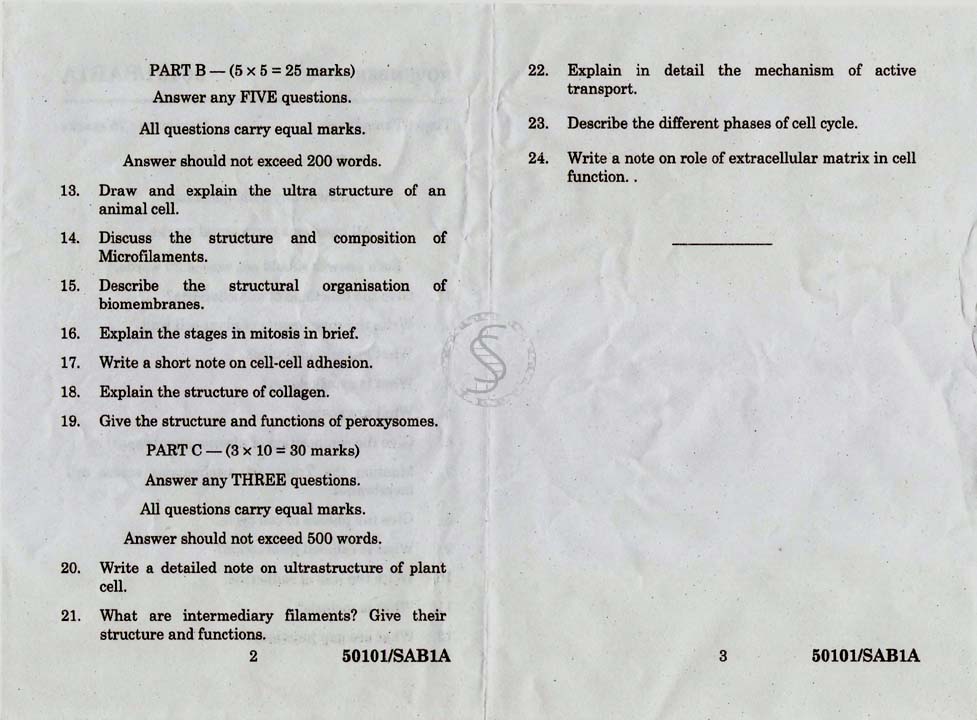 PART B — (5 × 5 = 25 marks)
Answer any FIVE questions.
All questions carry equal marks.
Answer should not exceed 200 words.
13. Draw and explain the ultra structure of an
animal cell.
14. Discuss the structure and composition of
Microfilaments.
15. Describe the structural organisation of
biomembranes.
16. Explain the stages in mitosis in brief.
17. Write a short note on cell-cell adhesion.
18. Explain the structure of collagen.
19. Give the structure and functions of peroxysomes.
PART C — (3 × 10 = 30 marks)
Answer any THREE questions.
All questions carry equal marks.
Answer should not exceed 500 words.
20. Write a detailed note on ultrastructure of plant
cell.
21. What are intermediary filaments? Give their
structure and functions.
2 50101/SAB1A
22. Explain in detail the mechanism of active
transport.
23. Describe the different phases of cell cycle.
24. Write a note on role of extracellular matrix in cell
function. .
3 50101/SAB1A